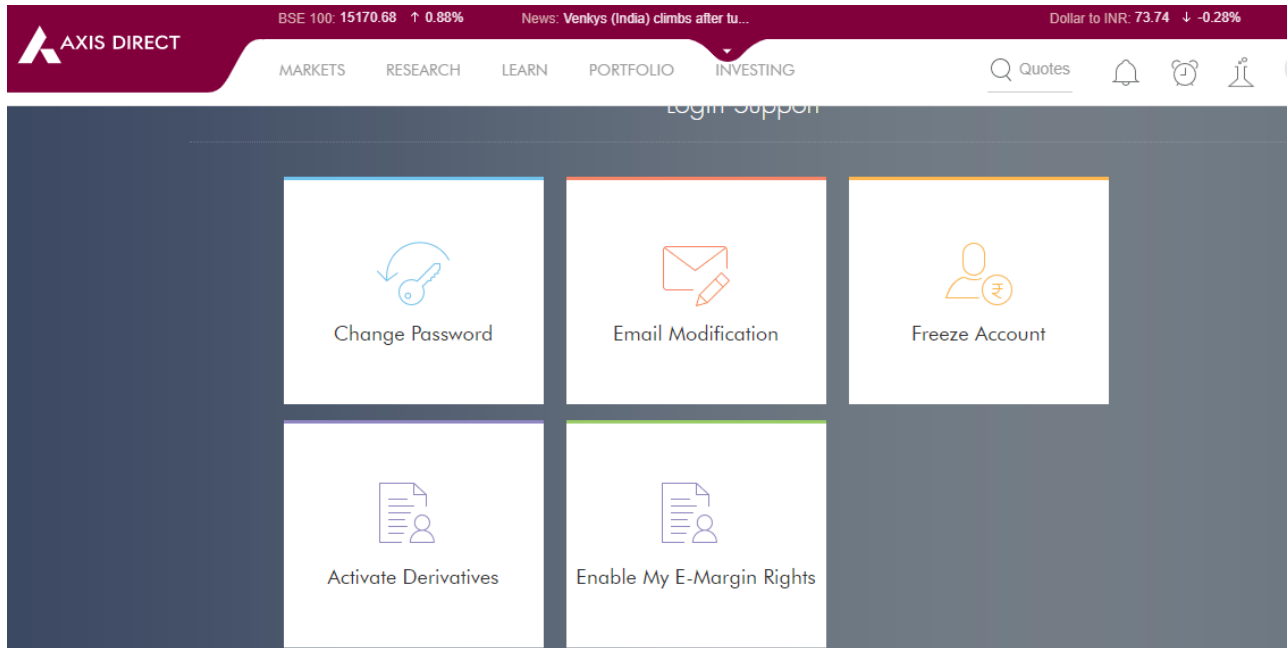 BSE 100: 15170.68 ↑ 0.88% News: Venkys (India) climbs after tu... Dollar to INR: 73.74 ↓ -0.28%
AXIS DIRECT
MARKETS RESEARCH LEARN PORTFOLIO INVESTING Quotes
Login Support
Change Password Email Modification Freeze Account
Activate Derivatives Enable My E-Margin Rights